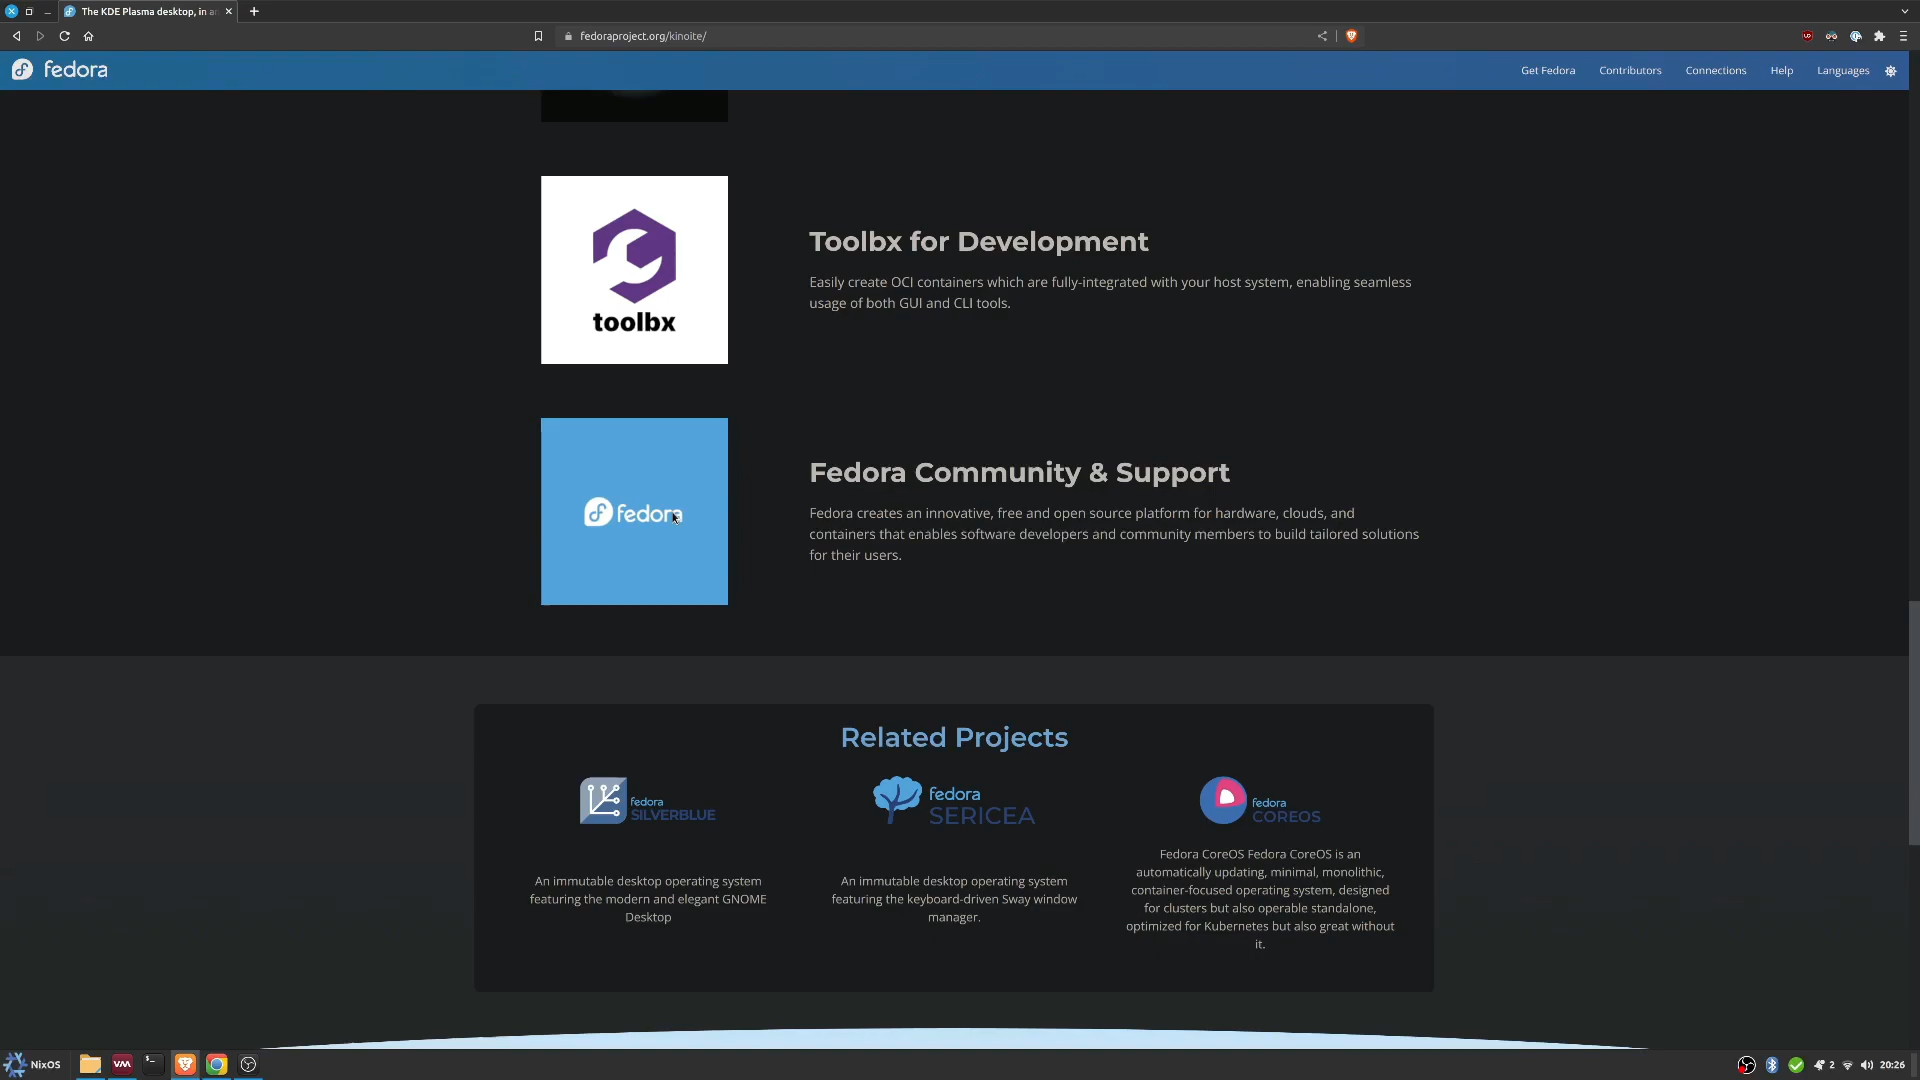 The KDE Plasma desktop, in a
fedoraproject.org/kinoite/
fedora
Get Fedora
Contributors
Connections
Help
Languages
toolbx
Toolbx for Development
Easily create OCI containers which are fully-integrated with your host system, enabling seamless
usage of both GUI and CLI tools.
fedora
Fedora Community & Support
Fedora creates an innovative, free and open source platform for hardware, clouds, and
containers that enables software developers and community members to build tailored solutions
for their users.
Related Projects
fedora
SILVERBLUE
An immutable desktop operating system
featuring the modern and elegant GNOME
Desktop
fedora
SERICEA
An immutable desktop operating system
featuring the keyboard-driven Sway window
manager.
fedora
COREOS
Fedora CoreOS Fedora CoreOS is an
automatically updating, minimal, monolithic,
container-focused operating system, designed
for clusters but also operable standalone,
optimized for Kubernetes but also great without
it.
NixOS
2
20:26